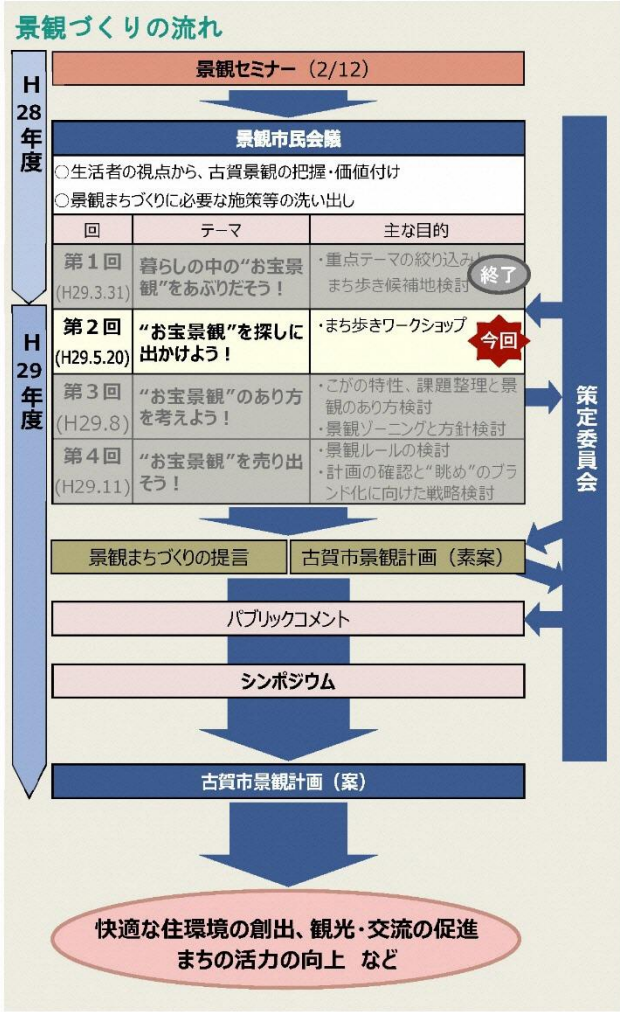 景観づくりの流れ
H
28
年
度
景観セミナー（2/12）
景観市民会議
○生活者の視点から、古賀景観の把握・価値付け
○景観まちづくりに必要な施策等の洗い出し
回 テーマ 主な目的
第１回
(H29.3.31)
暮らしの中の“お宝景
観”をあぶりだそう！
・重点テーマの絞り込みと
まち歩き候補地検討
終了
H
29
年
度
第２回
(H29.5.20)
“お宝景観”を探しに
出かけよう！
・まち歩きワークショップ
今回
第３回
(H29.8)
“お宝景観”のあり方
を考えよう！
・こがの特性、課題整理と景
観のあり方検討
・景観ゾーニングと方針検討
第４回
(H29.11)
“お宝景観”を売り出
そう！
・景観ルールの検討
・計画の確認と“眺め”のブラ
ンド化に向けた戦略検討
策定委員会
景観まちづくりの提言
古賀市景観計画（素案）
パブリックコメント
シンポジウム
古賀市景観計画（案）
快適な住環境の創出、観光・交流の促進
まちの活力の向上 など